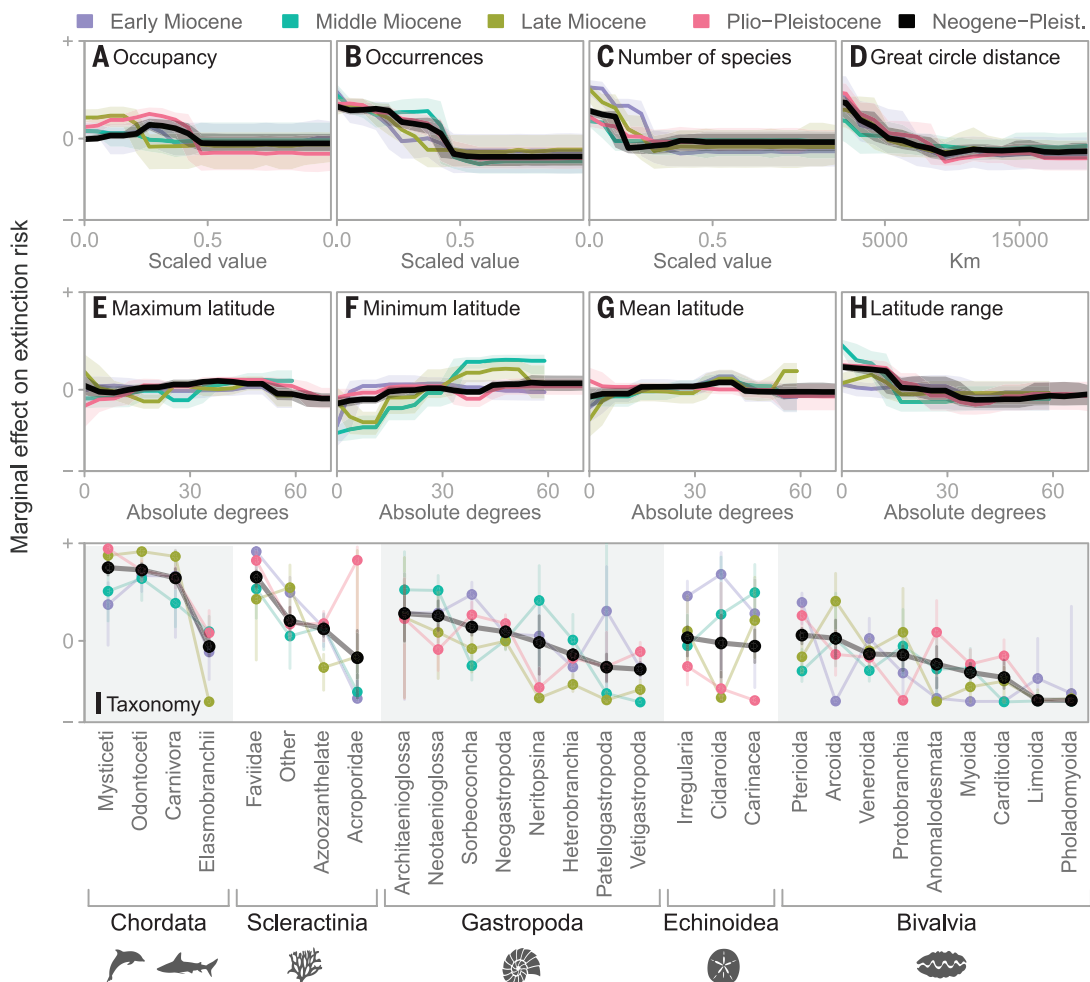 Early Miocene Middle Miocene Late Miocene Plio−Pleistocene Neogene−Pleist.
Marginal effect on extinction risk
+ A Occupancy B Occurrences C Number of species D Great circle distance
0
−
0.0 0.5 0.0 0.5 0.0 0.5 5000 15000
Scaled value Scaled value Scaled value Km
+ E Maximum latitude F Minimum latitude G Mean latitude H Latitude range
0
−
0 60 0 60 0 60 0 60
Absolute degrees Absolute degrees Absolute degrees Absolute degrees
+
0
I Taxonomy
−
Mysticeti Odontoceti Carnivora Elasmobranchii Faviidae Other Azoozanthelate Acroporidae Architaenioglossa Neotaenioglossa Sorbeoconcha Neogastropoda Neritopsina Heterobranchia Patellogastropoda Vetigastropoda Irregularia Cidaroida Carinacea Pterioida Arcoida Veneroida Protobranchia Anomalodesmata Myoida Carditoida Limoida Pholadomyoida
Chordata Scleractinia Gastropoda Echinoidea Bivalvia